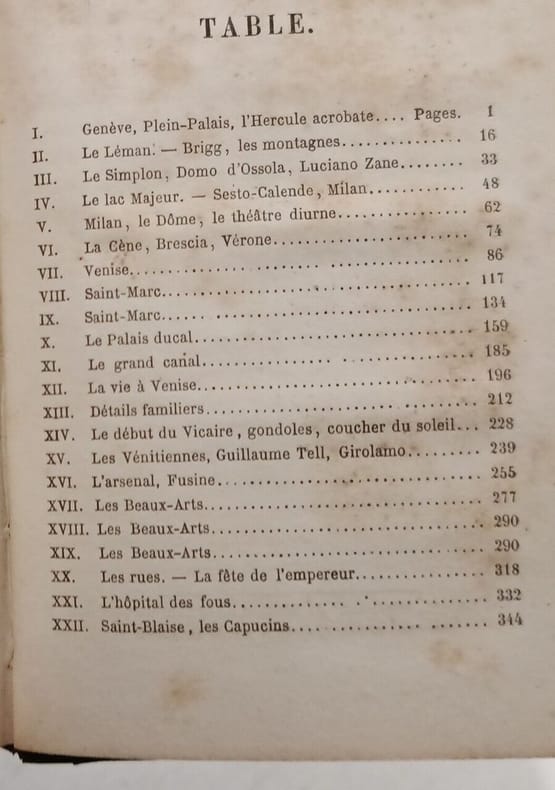 TABLE.
I. Genève, Plein-Palais, l'Hercule acrobate.... Pages. 1
II. Le Léman. — Brigg, les montagnes............... 16
III. Le Simplon, Domo d'Ossola, Luciano Zane........ 33
IV. Le lac Majeur. — Sesto-Calende, Milan............ 48
V. Milan, le Dôme, le théâtre diurne................ 62
VI. La Cène, Brescia, Vérone........................ 74
VII. Venise........................................ 86
VIII. Saint-Marc.................................... 117
IX. Saint-Marc.................................... 134
X. Le Palais ducal................................ 159
XI. Le grand canal................................ 185
XII. La vie à Venise................................ 196
XIII. Détails familiers.............................. 212
XIV. Le début du Vicaire, gondoles, coucher du soleil... 228
XV. Les Vénitiennes, Guillaume Tell, Girolamo......... 239
XVI. L'arsenal, Fusine.............................. 255
XVII. Les Beaux-Arts................................ 277
XVIII. Les Beaux-Arts................................ 290
XIX. Les Beaux-Arts................................ 290
XX. Les rues. — La fête de l'empereur................ 318
XXI. L'hôpital des fous.............................. 332
XXII. Saint-Blaise, les Capucins...................... 344